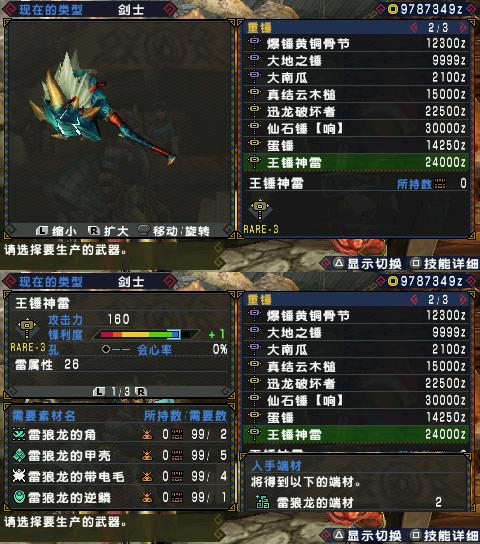 现在的类型 剑士
9787349z
重锤 2/3
爆锤黄铜骨节 12300z
大地之锤 9999z
大南瓜 2100z
真结云木槌 15000z
迅龙破坏者 22500z
仙石锤【响】 30000z
蛋锤 14250z
王锤神雷 24000z
王锤神雷 所持数 0
RARE-3
L 缩小 R 扩大 移动/旋转
请选择要生产的武器。
△显示切换 □技能详细
现在的类型 剑士
9787349z
王锤神雷
攻击力 160
锋利度 +1
RARE-3 孔 ○-- 会心率 0%
雷属性 26
L 1/3 R
需要素材名 所持数/需要数
雷狼龙的角 0 99/ 2
雷狼龙的甲壳 0 99/ 5
雷狼龙的带电毛 0 99/ 4
雷狼龙的逆鳞 0 99/ 1
重锤 2/3
爆锤黄铜骨节 12300z
大地之锤 9999z
大南瓜 2100z
真结云木槌 15000z
迅龙破坏者 22500z
仙石锤【响】 30000z
蛋锤 14250z
王锤神雷 24000z
入手端材
将得到以下的端材。
雷狼龙的端材 2
请选择要生产的武器。
△显示切换 □技能详细